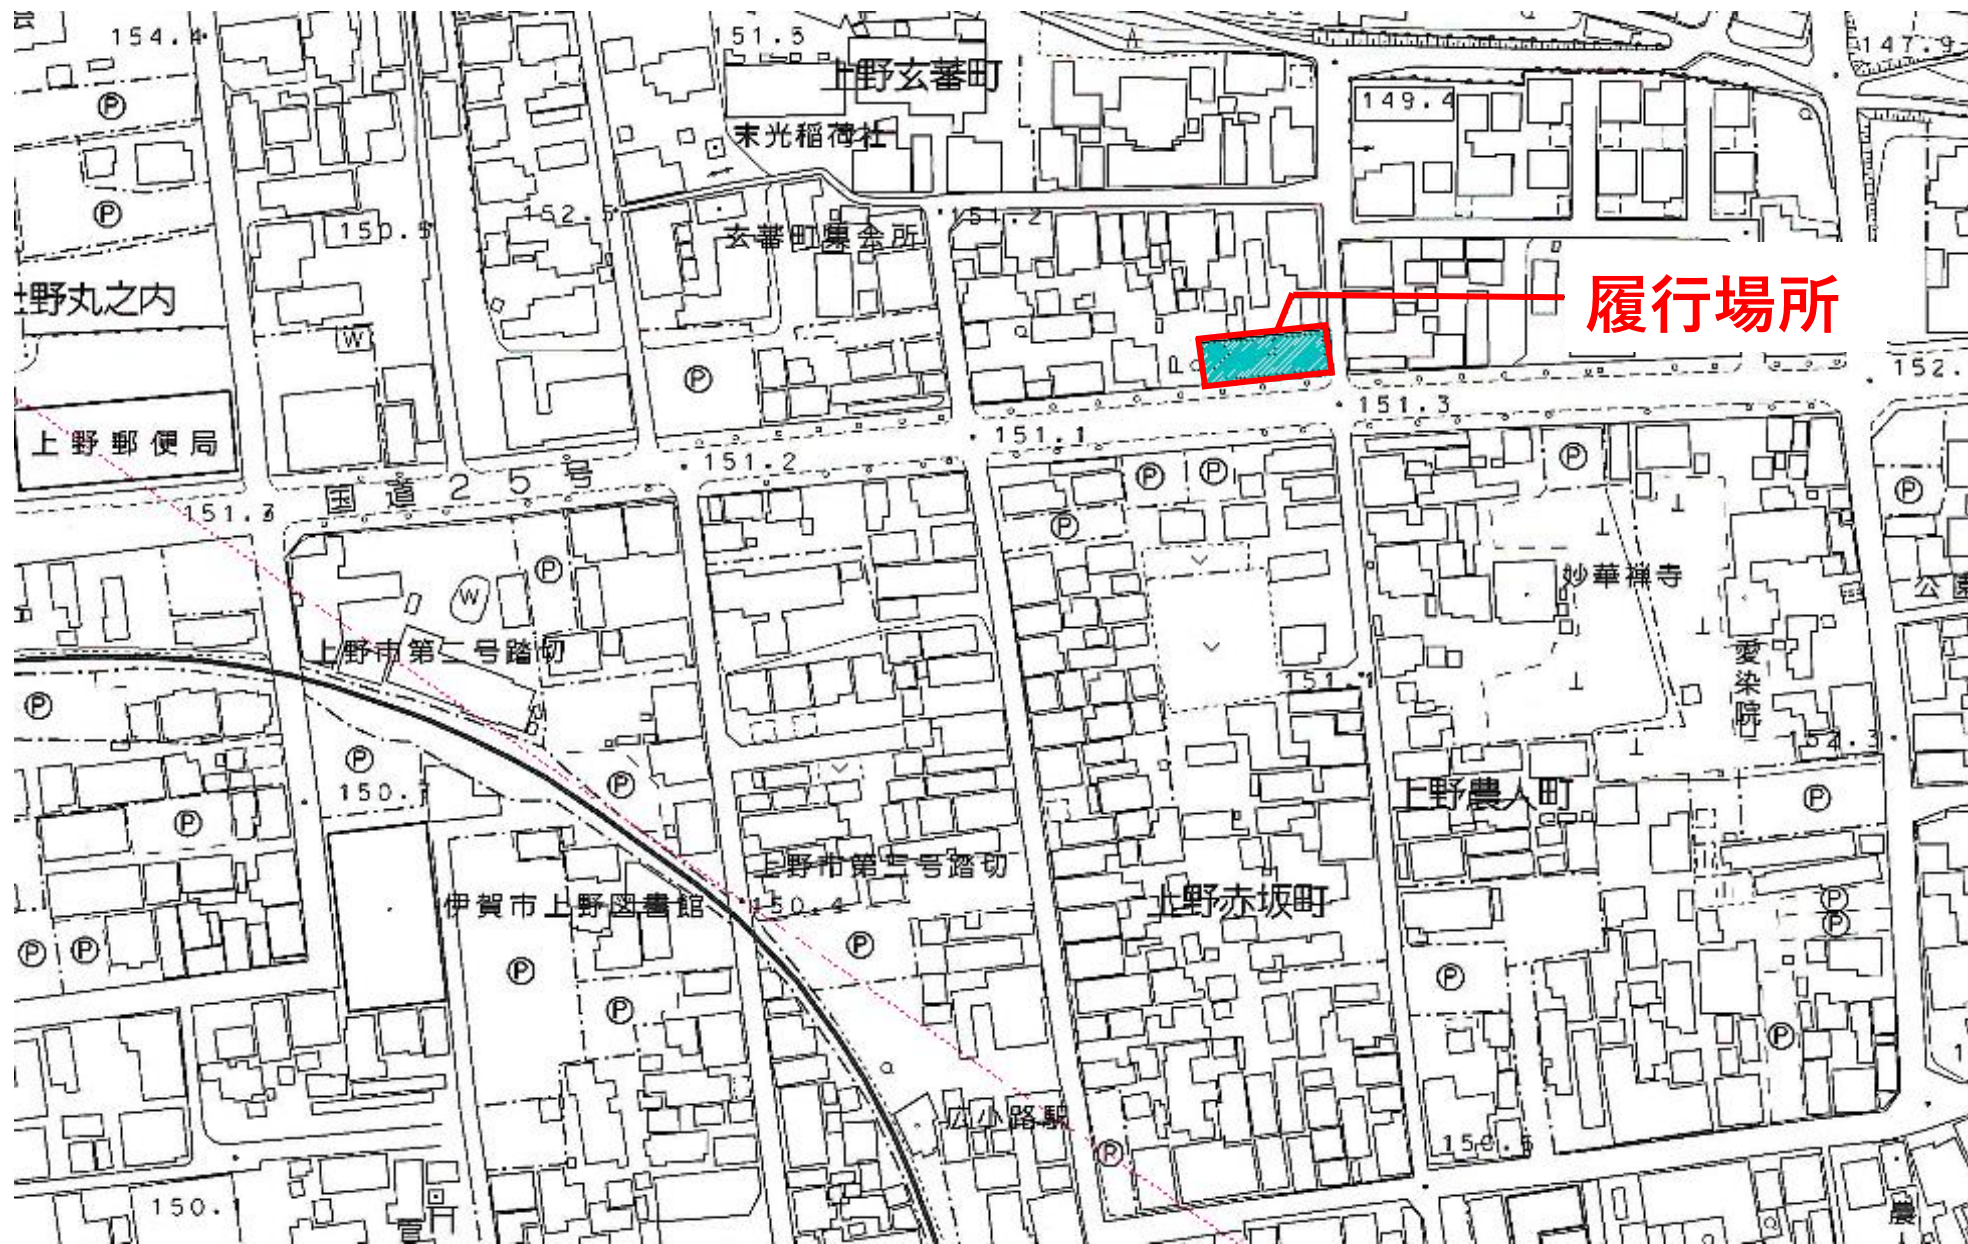 154.4
151.5
147.9
上野玄蕃町
149.4
末光稲荷社
152.5
151.2
150.5
玄蕃町集会所
履行場所
野丸之内
W
152.
151.3
上野郵便局
151.1
151.2
国道25号
151.3
妙華禅寺
公園
W
上野市第二号踏切
愛染院
151.1
152.3
150.7
上野農人町
上野市第三号踏切
伊賀市上野図書館
150.4
上野赤坂町
広小路駅
150.5
150.1
農